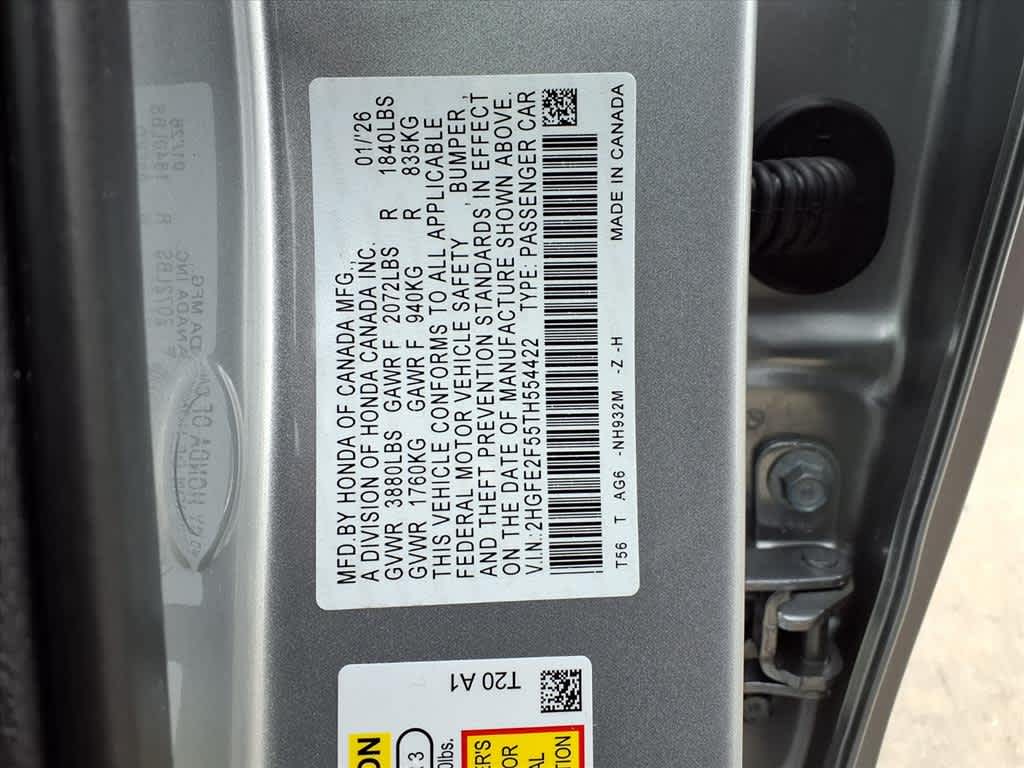 MFD.BY HONDA OF CANADA MFG., 01/'26
A DIVISION OF HONDA CANADA INC.
GVWR 3880LBS GAWR F 2072LBS R 1840LBS
GVWR 1760KG GAWR F 940KG R 835KG
THIS VEHICLE CONFORMS TO ALL APPLICABLE
FEDERAL MOTOR VEHICLE SAFETY, BUMPER,
AND THEFT PREVENTION STANDARDS, IN EFFECT
ON THE DATE OF MANUFACTURE SHOWN ABOVE.
V.I.N.:2HGFE2F55TH554422 TYPE: PASSENGER CAR
T56 T AG6 -NH932M -Z -H MADE IN CANADA
T20 A1